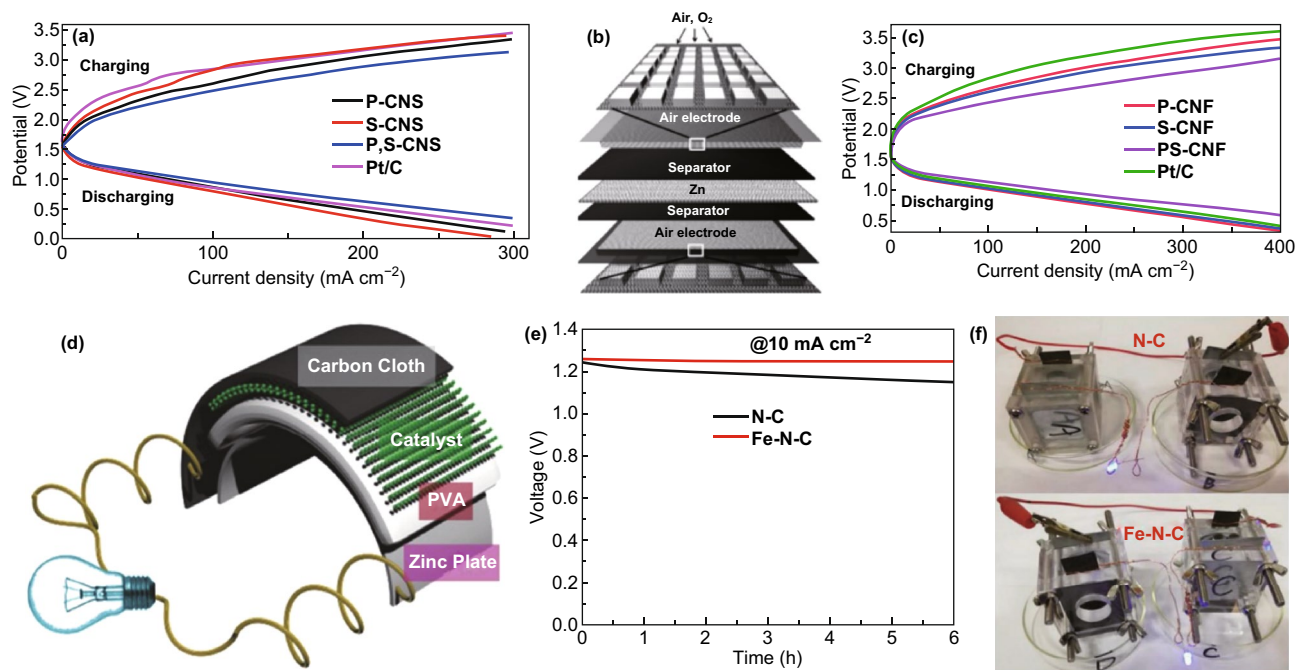 (a)
3.5
3.0
2.5
2.0
1.5
1.0
0.5
0.0
Potential (V)
Charging
Discharging
P-CNS
S-CNS
P,S-CNS
Pt/C
0 100 200 300
Current density (mA cm⁻²)
(b)
Air, O₂
Air electrode
Separator
Zn
Separator
Air electrode
(c)
3.5
3.0
2.5
2.0
1.5
1.0
0.5
Potential (V)
Charging
Discharging
P-CNF
S-CNF
PS-CNF
Pt/C
0 100 200 300 400
Current density (mA cm⁻²)
(d)
Carbon Cloth
Catalyst
PVA
Zinc Plate
(e)
1.4
1.2
1.0
0.8
0.6
0.4
0.2
0
Voltage (V)
@10 mA cm⁻²
N-C
Fe-N-C
0 1 2 3 4 5 6
Time (h)
(f)
N-C
AA
B
Fe-N-C
C
C
D
C